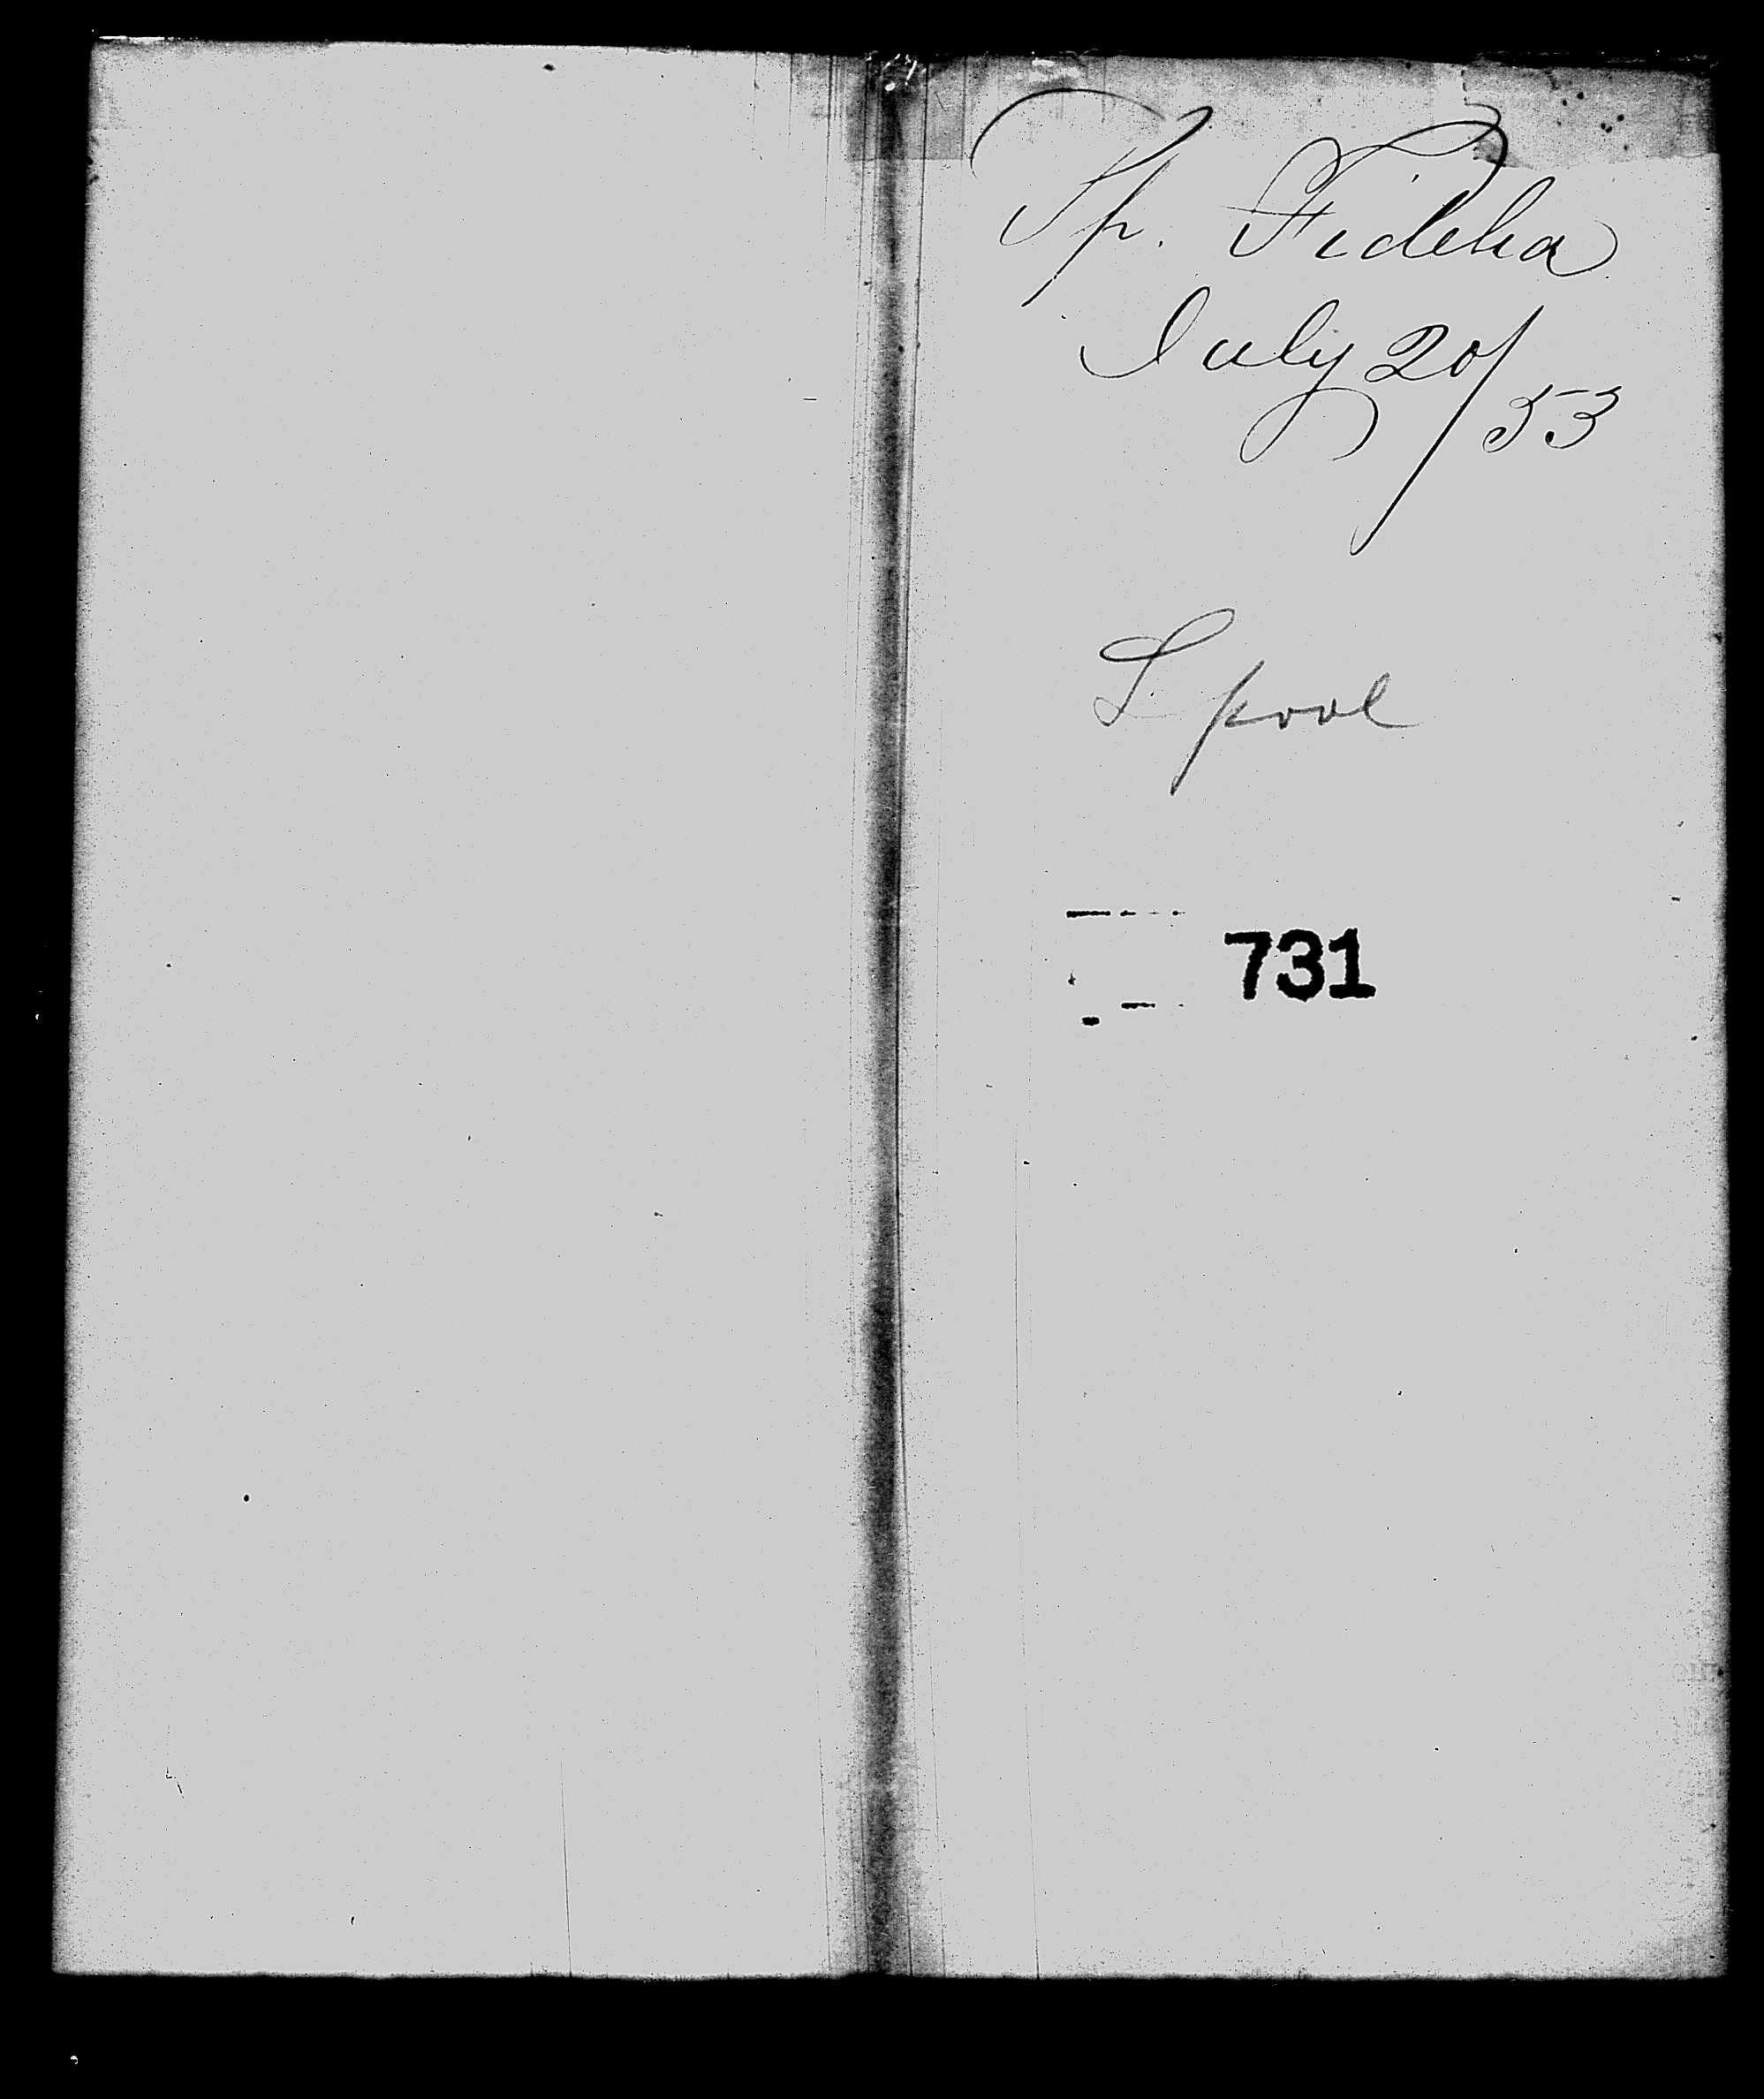 Sp. Fidelia
July 20/53
L pool
731